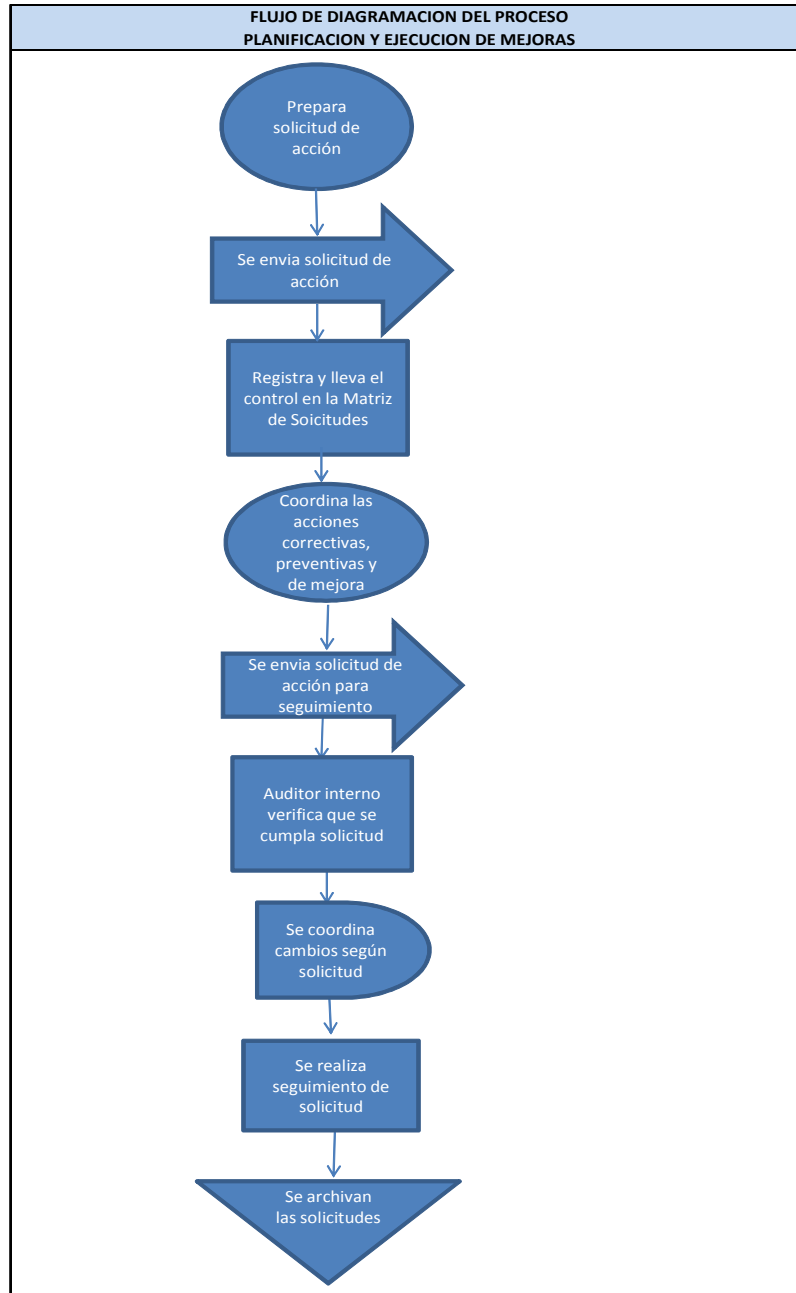 FLUJO DE DIAGRAMACION DEL PROCESO
PLANIFICACION Y EJECUCION DE MEJORAS
Prepara
solicitud de
acción
Se envia solicitud de
acción
Registra y lleva el
control en la Matriz
de Soicitudes
Coordina las
acciones
correctivas,
preventivas y
de mejora
Se envia solicitud de
acción para
seguimiento
Auditor interno
verifica que se
cumpla solicitud
Se coordina
cambios según
solicitud
Se realiza
seguimiento de
solicitud
Se archivan
las solicitudes